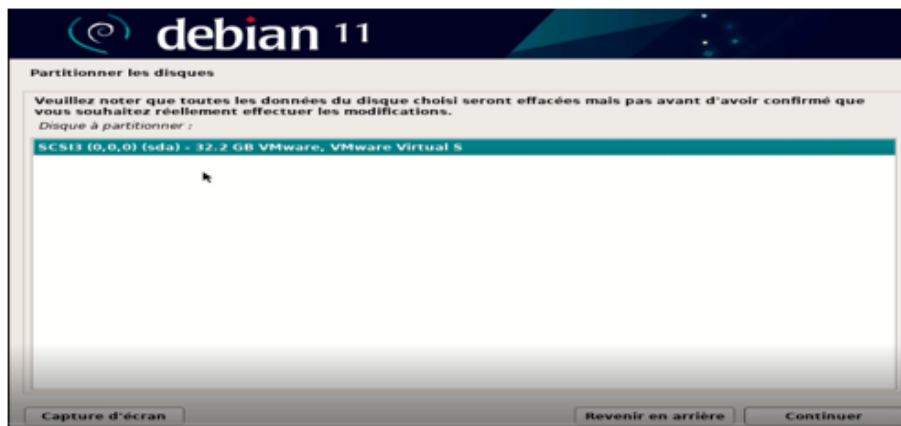 debian 11
Partitionner les disques
Veuillez noter que toutes les données du disque choisi seront effacées mais pas avant d'avoir confirmé que
vous souhaitez réellement effectuer les modifications.
Disque à partitionner :
SCSI3 (0,0,0) (sda) - 32.2 GB VMware, VMware Virtual S
Capture d'écran
Revenir en arrière
Continuer